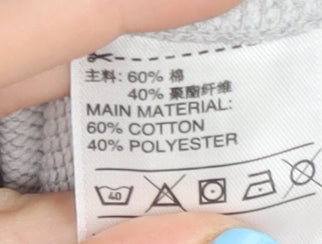 主料: 60% 棉
40% 聚酯纤维
MAIN MATERIAL:
60% COTTON
40% POLYESTER
40